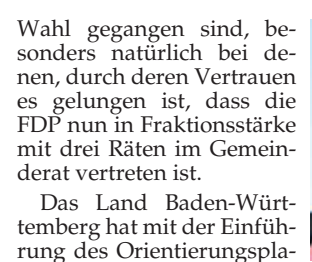 Wahl gegangen sind, be-
sonders natürlich bei de-
nen, durch deren Vertrauen
es gelungen ist, dass die
FDP nun in Fraktionsstärke
mit drei Räten im Gemein-
derat vertreten ist.
Das Land Baden-Würt-
temberg hat mit der Einfüh-
rung des Orientierungspla-